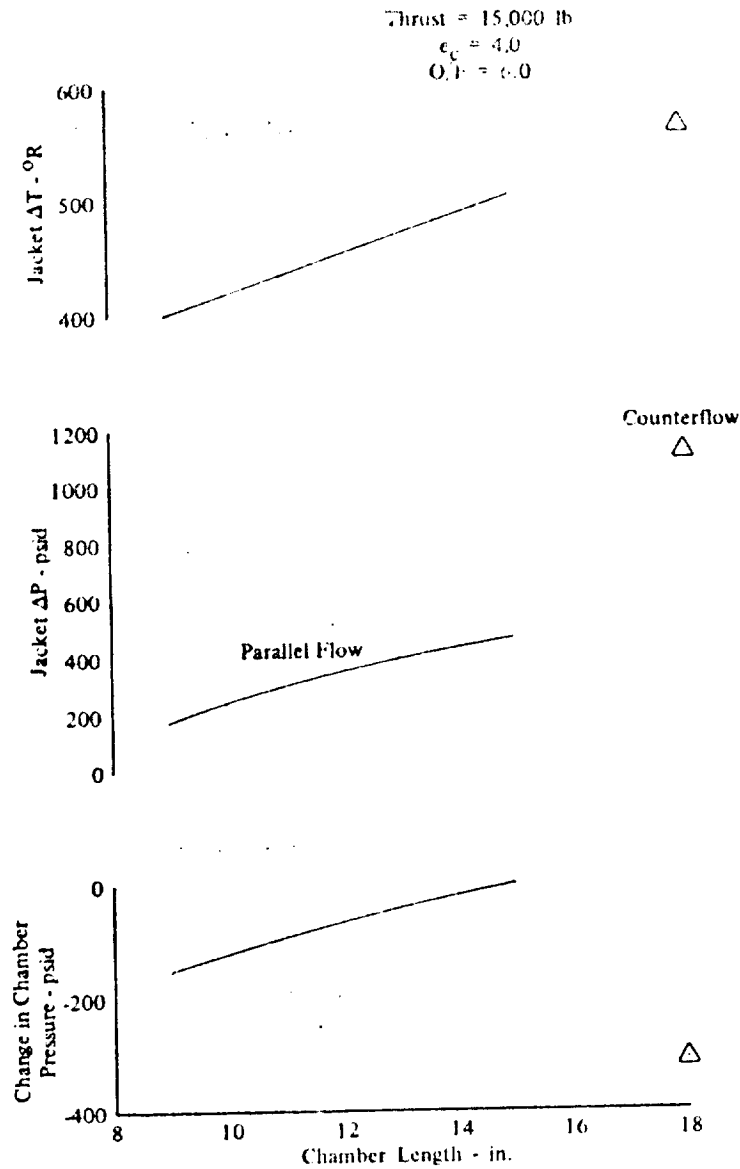 Thrust = 15,000 lb
ϵc = 4.0
O/F = 6.0
600
500
400
Jacket ΔT - °R
Counterflow
1200
1000
800
600
400
200
0
Jacket ΔP - psid
Parallel Flow
0
-200
-400
Change in Chamber
Pressure - psid
8
10
12
14
16
18
Chamber Length - in.